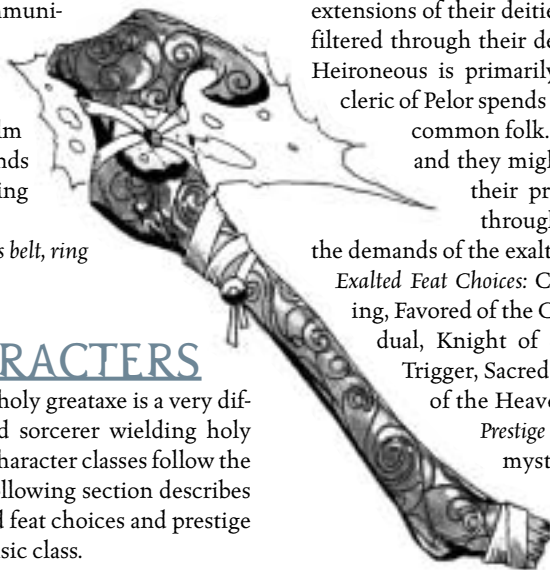 mmuni-
lm
nds
ing
s belt, ring
RACTERS
holy greataxe is a very dif-
d sorcerer wielding holy
haracter classes follow the
ollowing section describes
d feat choices and prestige
sic class.
extensions of their deitie
filtered through their de
Heironeous is primarily
cleric of Pelor spends
common folk.
and they migh
their pr
throug
the demands of the exalt
Exalted Feat Choices: C
ing, Favored of the C
dual, Knight of
Trigger, Sacred
of the Heave
Prestige
myst